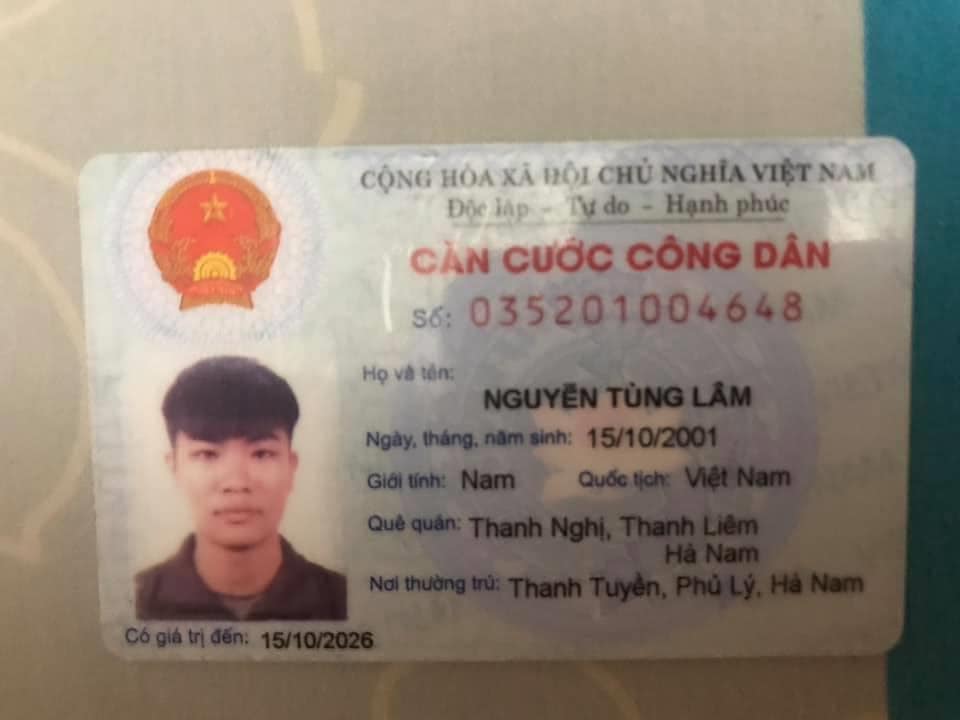 CỘNG HÒA XÃ HỘI CHỦ NGHĨA VIỆT NAM
Độc lập - Tự do - Hạnh phúc
CĂN CƯỚC CÔNG DÂN
Số: 035201004648
Họ và tên:
NGUYỄN TÙNG LÂM
Ngày, tháng, năm sinh: 15/10/2001
Giới tính: Nam Quốc tịch: Việt Nam
Quê quán: Thanh Nghị, Thanh Liêm
Hà Nam
Nơi thường trú: Thanh Tuyền, Phủ Lý, Hà Nam
Có giá trị đến: 15/10/2026